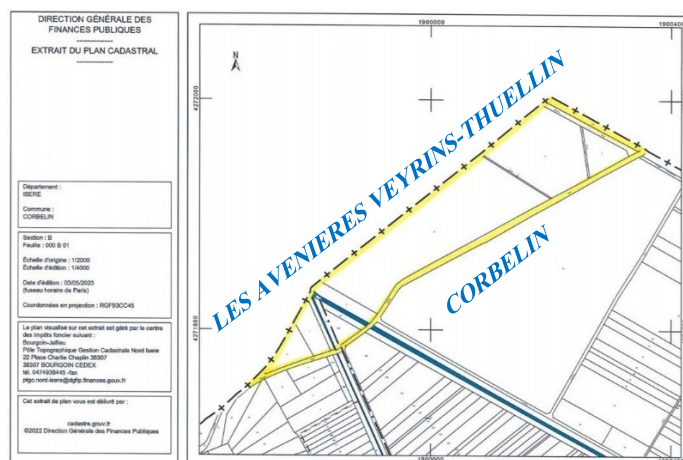 DIRECTION GÉNÉRALE DES
FINANCES PUBLIQUES
EXTRAIT DU PLAN CADASTRAL
Département :
ISERE
Commune :
CORBELIN
Section : B
Feuille : 000 B 01
Échelle d'origine : 1/2000
Échelle d'édition : 1/4000
Date d'édition : 03/05/2023
(fuseau horaire de Paris)
Coordonnées en projection : RGF93CC45
Le plan visualisé sur cet extrait est géré par le centre
des impôts foncier suivant :
Bourgoin-Jallieu
Pôle Topographique Gestion Cadastrale Nord Isere
22 Place Charlie Chaplin 38307
38307 BOURGOIN CEDEX
tél. 0474938445 -fax
ptgc.nord-isere@dgfip.finances.gouv.fr
Cet extrait de plan vous est délivré par :
cadastre.gouv.fr
©2022 Direction Générale des Finances Publiques
1900000
1900400
N
4272000
LES AVENIERES VEYRINS-THUELLIN
CORBELIN
1900000